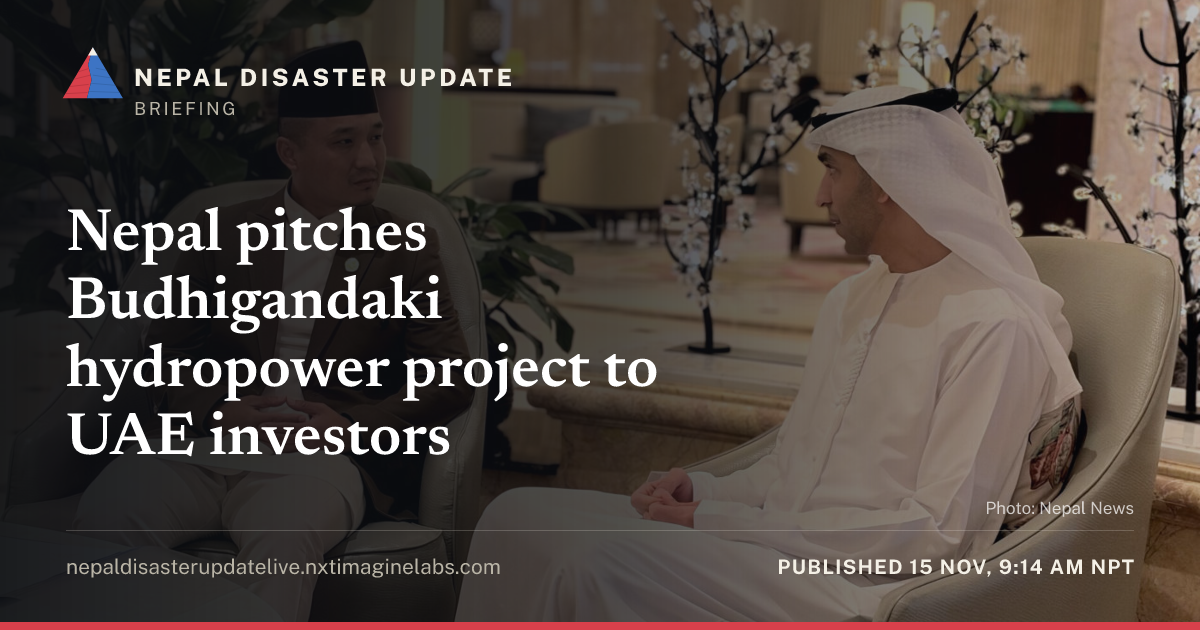 NEPAL DISASTER UPDATE
BRIEFING
Nepal pitches
Budhigandaki
hydropower project to
UAE investors
Photo: Nepal News
nepaldisasterupdatelive.nxtimaginelabs.com
PUBLISHED 15 NOV, 9:14 AM NPT